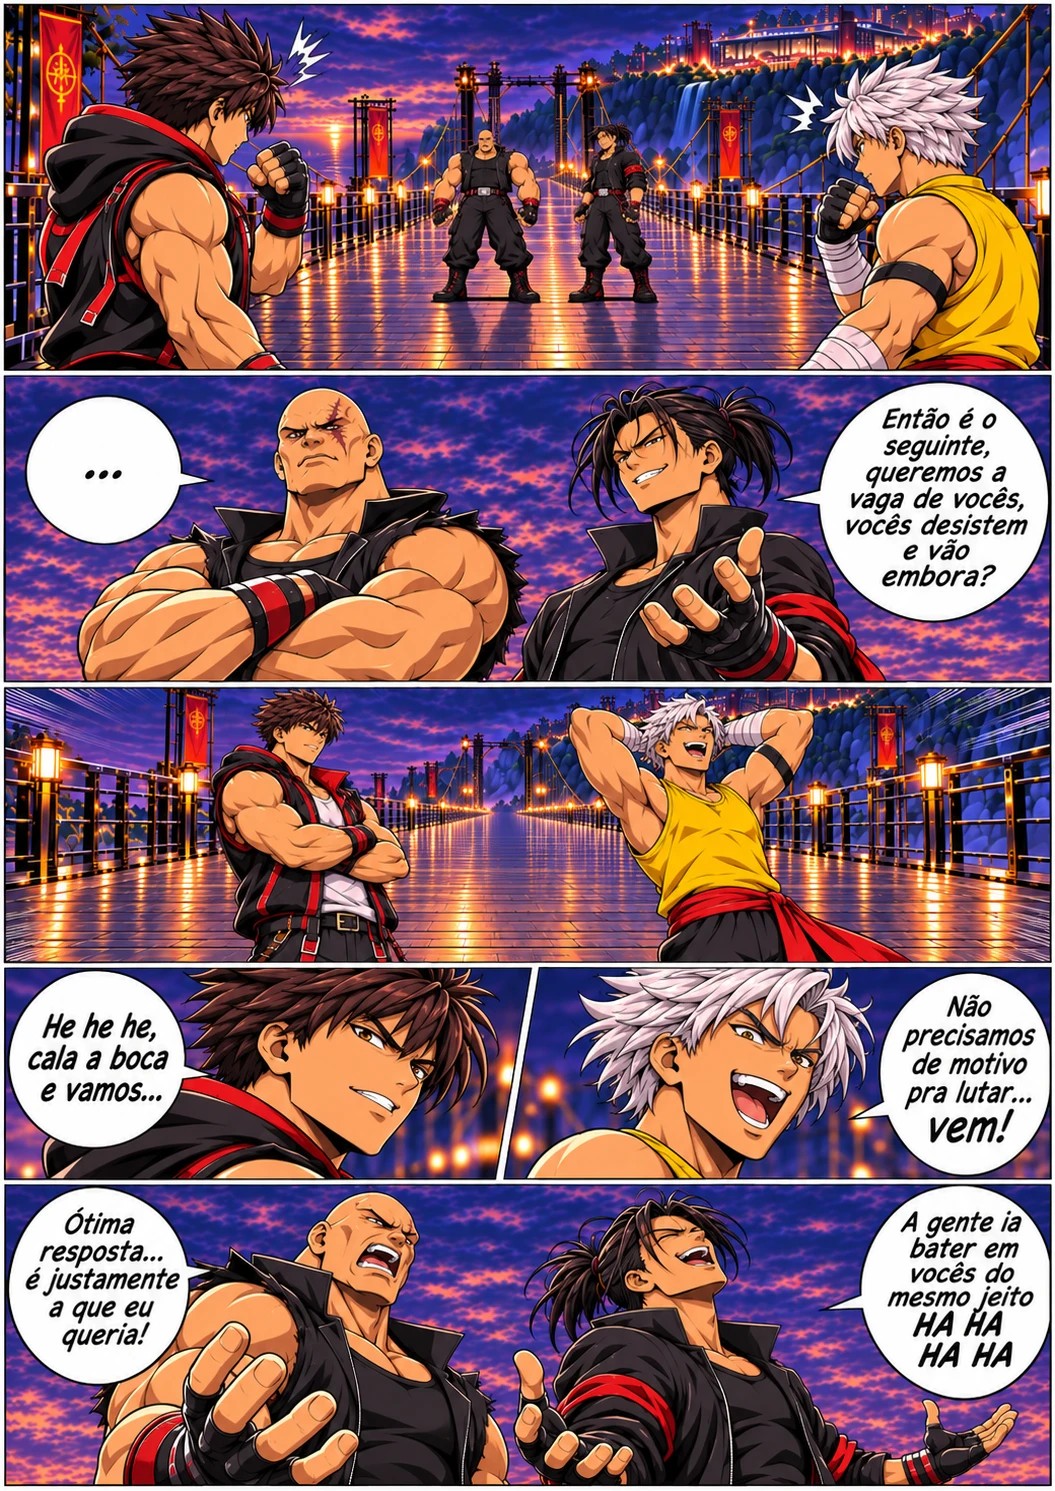 ...
Então é o
seguinte,
queremos a
vaga de vocês,
vocês desistem
e vão
embora?
He he he,
cala a boca
e vamos...
Não
precisamos
de motivo
pra lutar...
vem!
Ótima
resposta...
é justamente
a que eu
queria!
A gente ia
bater em
vocês do
mesmo jeito
HA HA
HA HA